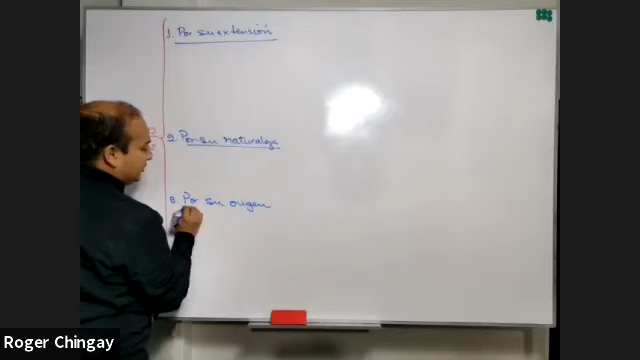 1. Por su extensión
2. Por su naturaleza
3. Por su origen
Roger Chingay